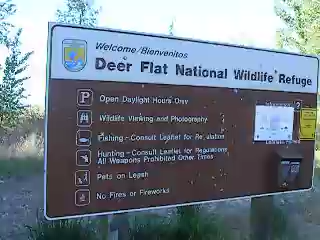 Welcome/Bienvenitos
Deer Flat National Wildlife Refuge
P Open Daylight Hours Only
Wildlife Viewing and Photography
Fishing - Consult Leaflet for Regulations
Hunting - Consult Leaflet for Regulations
All Weapons Prohibited Other Times
Pets on Leash
No Fires or Fireworks